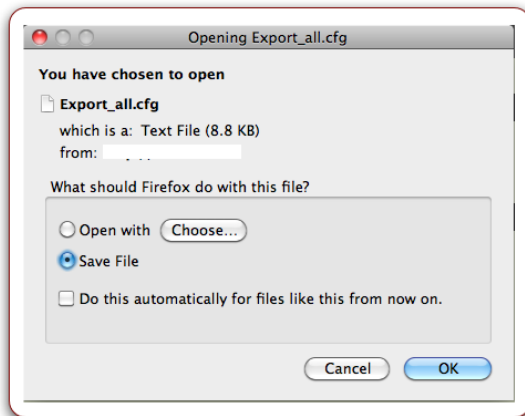 Opening Export_all.cfg
You have chosen to open
Export_all.cfg
which is a: Text File (8.8 KB)
from:
What should Firefox do with this file?
Open with Choose...
Save File
Do this automatically for files like this from now on.
Cancel OK